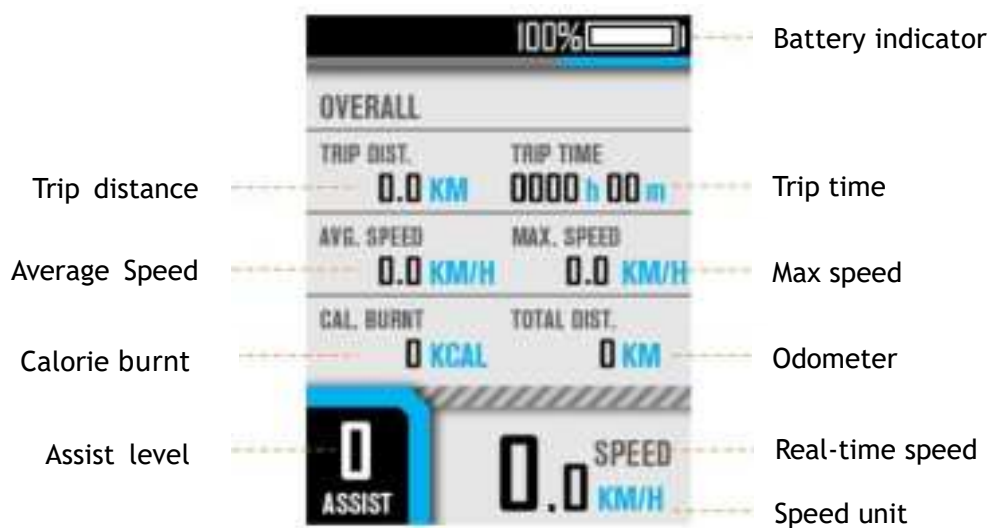 100%
Battery indicator
OVERALL
TRIP DIST. TRIP TIME
Trip distance 0.0 KM 0000 h 00 m Trip time
AVG. SPEED MAX. SPEED
Average Speed 0.0 KM/H 0.0 KM/H Max speed
CAL. BURNT TOTAL DIST.
Calorie burnt 0 KCAL 0 KM Odometer
Assist level 0 ASSIST
0.0 SPEED KM/H
Real-time speed
Speed unit